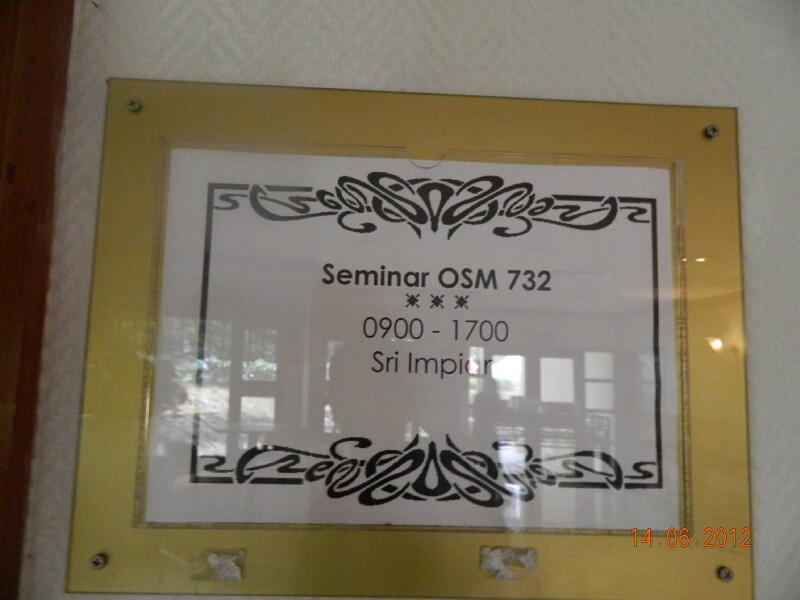 Seminar OSM 732
0900 - 1700
Sri Impian
14.06.2012